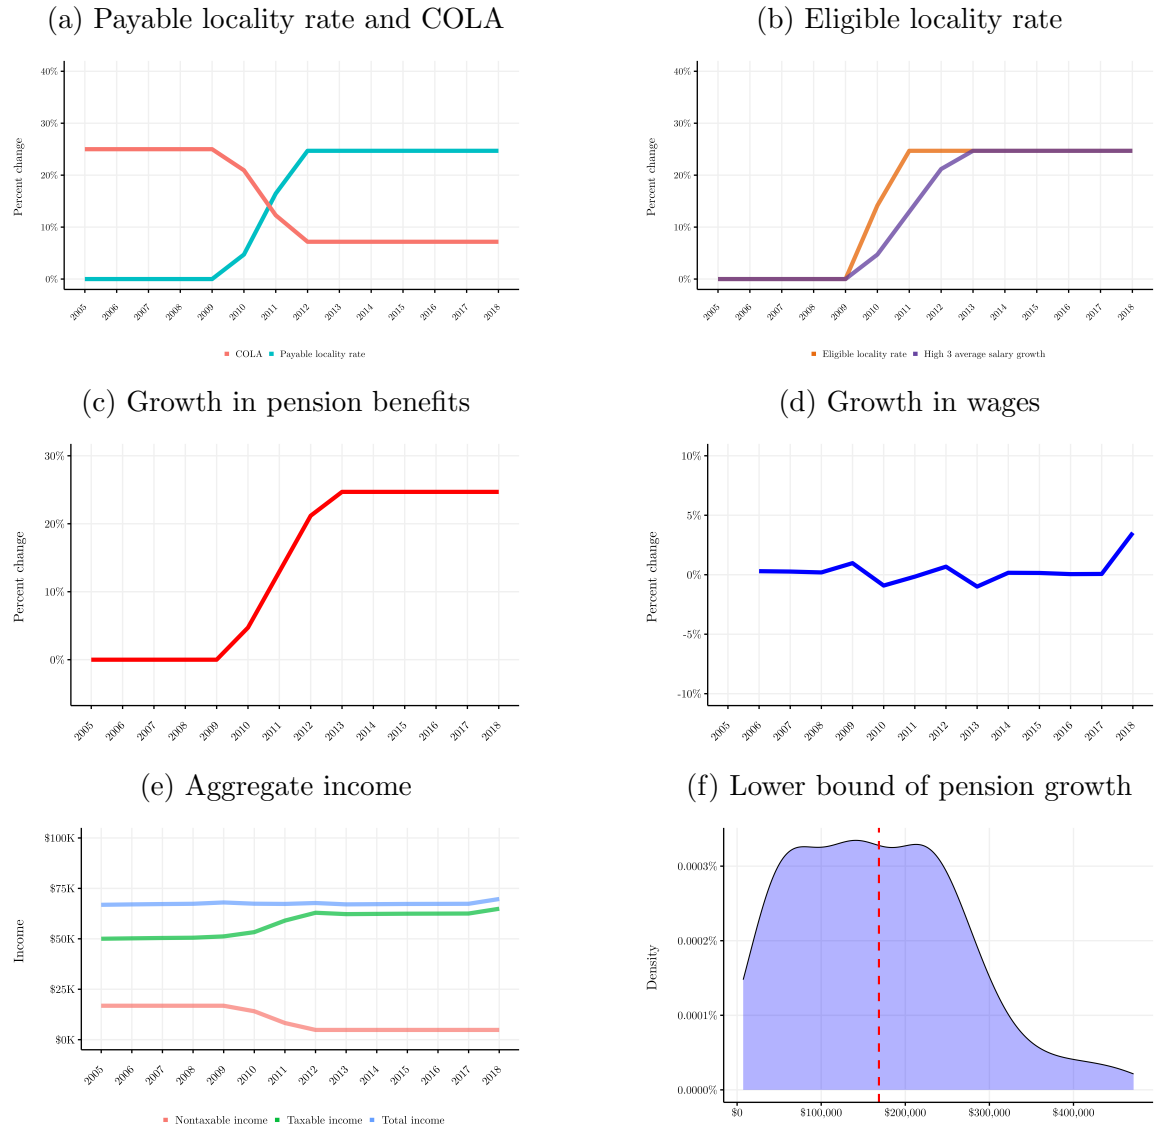 (a) Payable locality rate and COLA
40%
30%
20%
10%
0%
Percent change
2005 2006 2007 2008 2009 2010 2011 2012 2013 2014 2015 2016 2017 2018
COLA Payable locality rate
(b) Eligible locality rate
40%
30%
20%
10%
0%
Percent change
2005 2006 2007 2008 2009 2010 2011 2012 2013 2014 2015 2016 2017 2018
Eligible locality rate High 3 average salary growth
(c) Growth in pension benefits
30%
20%
10%
0%
Percent change
2005 2006 2007 2008 2009 2010 2011 2012 2013 2014 2015 2016 2017 2018
(d) Growth in wages
10%
5%
0%
-5%
-10%
Percent change
2005 2006 2007 2008 2009 2010 2011 2012 2013 2014 2015 2016 2017 2018
(e) Aggregate income
$100K
$75K
$50K
$25K
$0K
Income
2005 2006 2007 2008 2009 2010 2011 2012 2013 2014 2015 2016 2017 2018
Nontaxable income Taxable income Total income
(f) Lower bound of pension growth
0.0003%
0.0002%
0.0001%
0.0000%
Density
$0 $100,000 $200,000 $300,000 $400,000